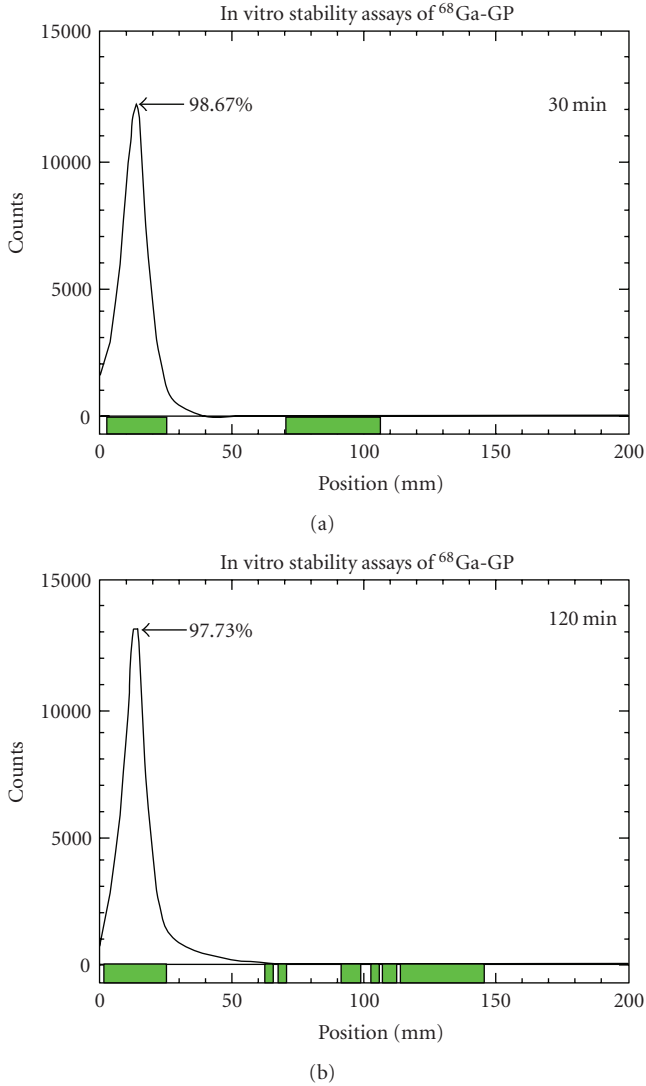 In vitro stability assays of ⁶⁸Ga-GP
15000
98.67%
30 min
10000
Counts
5000
0
0 50 100 150 200
Position (mm)
(a)
In vitro stability assays of ⁶⁸Ga-GP
15000
120 min
97.73%
10000
Counts
5000
0
0 50 100 150 200
Position (mm)
(b)